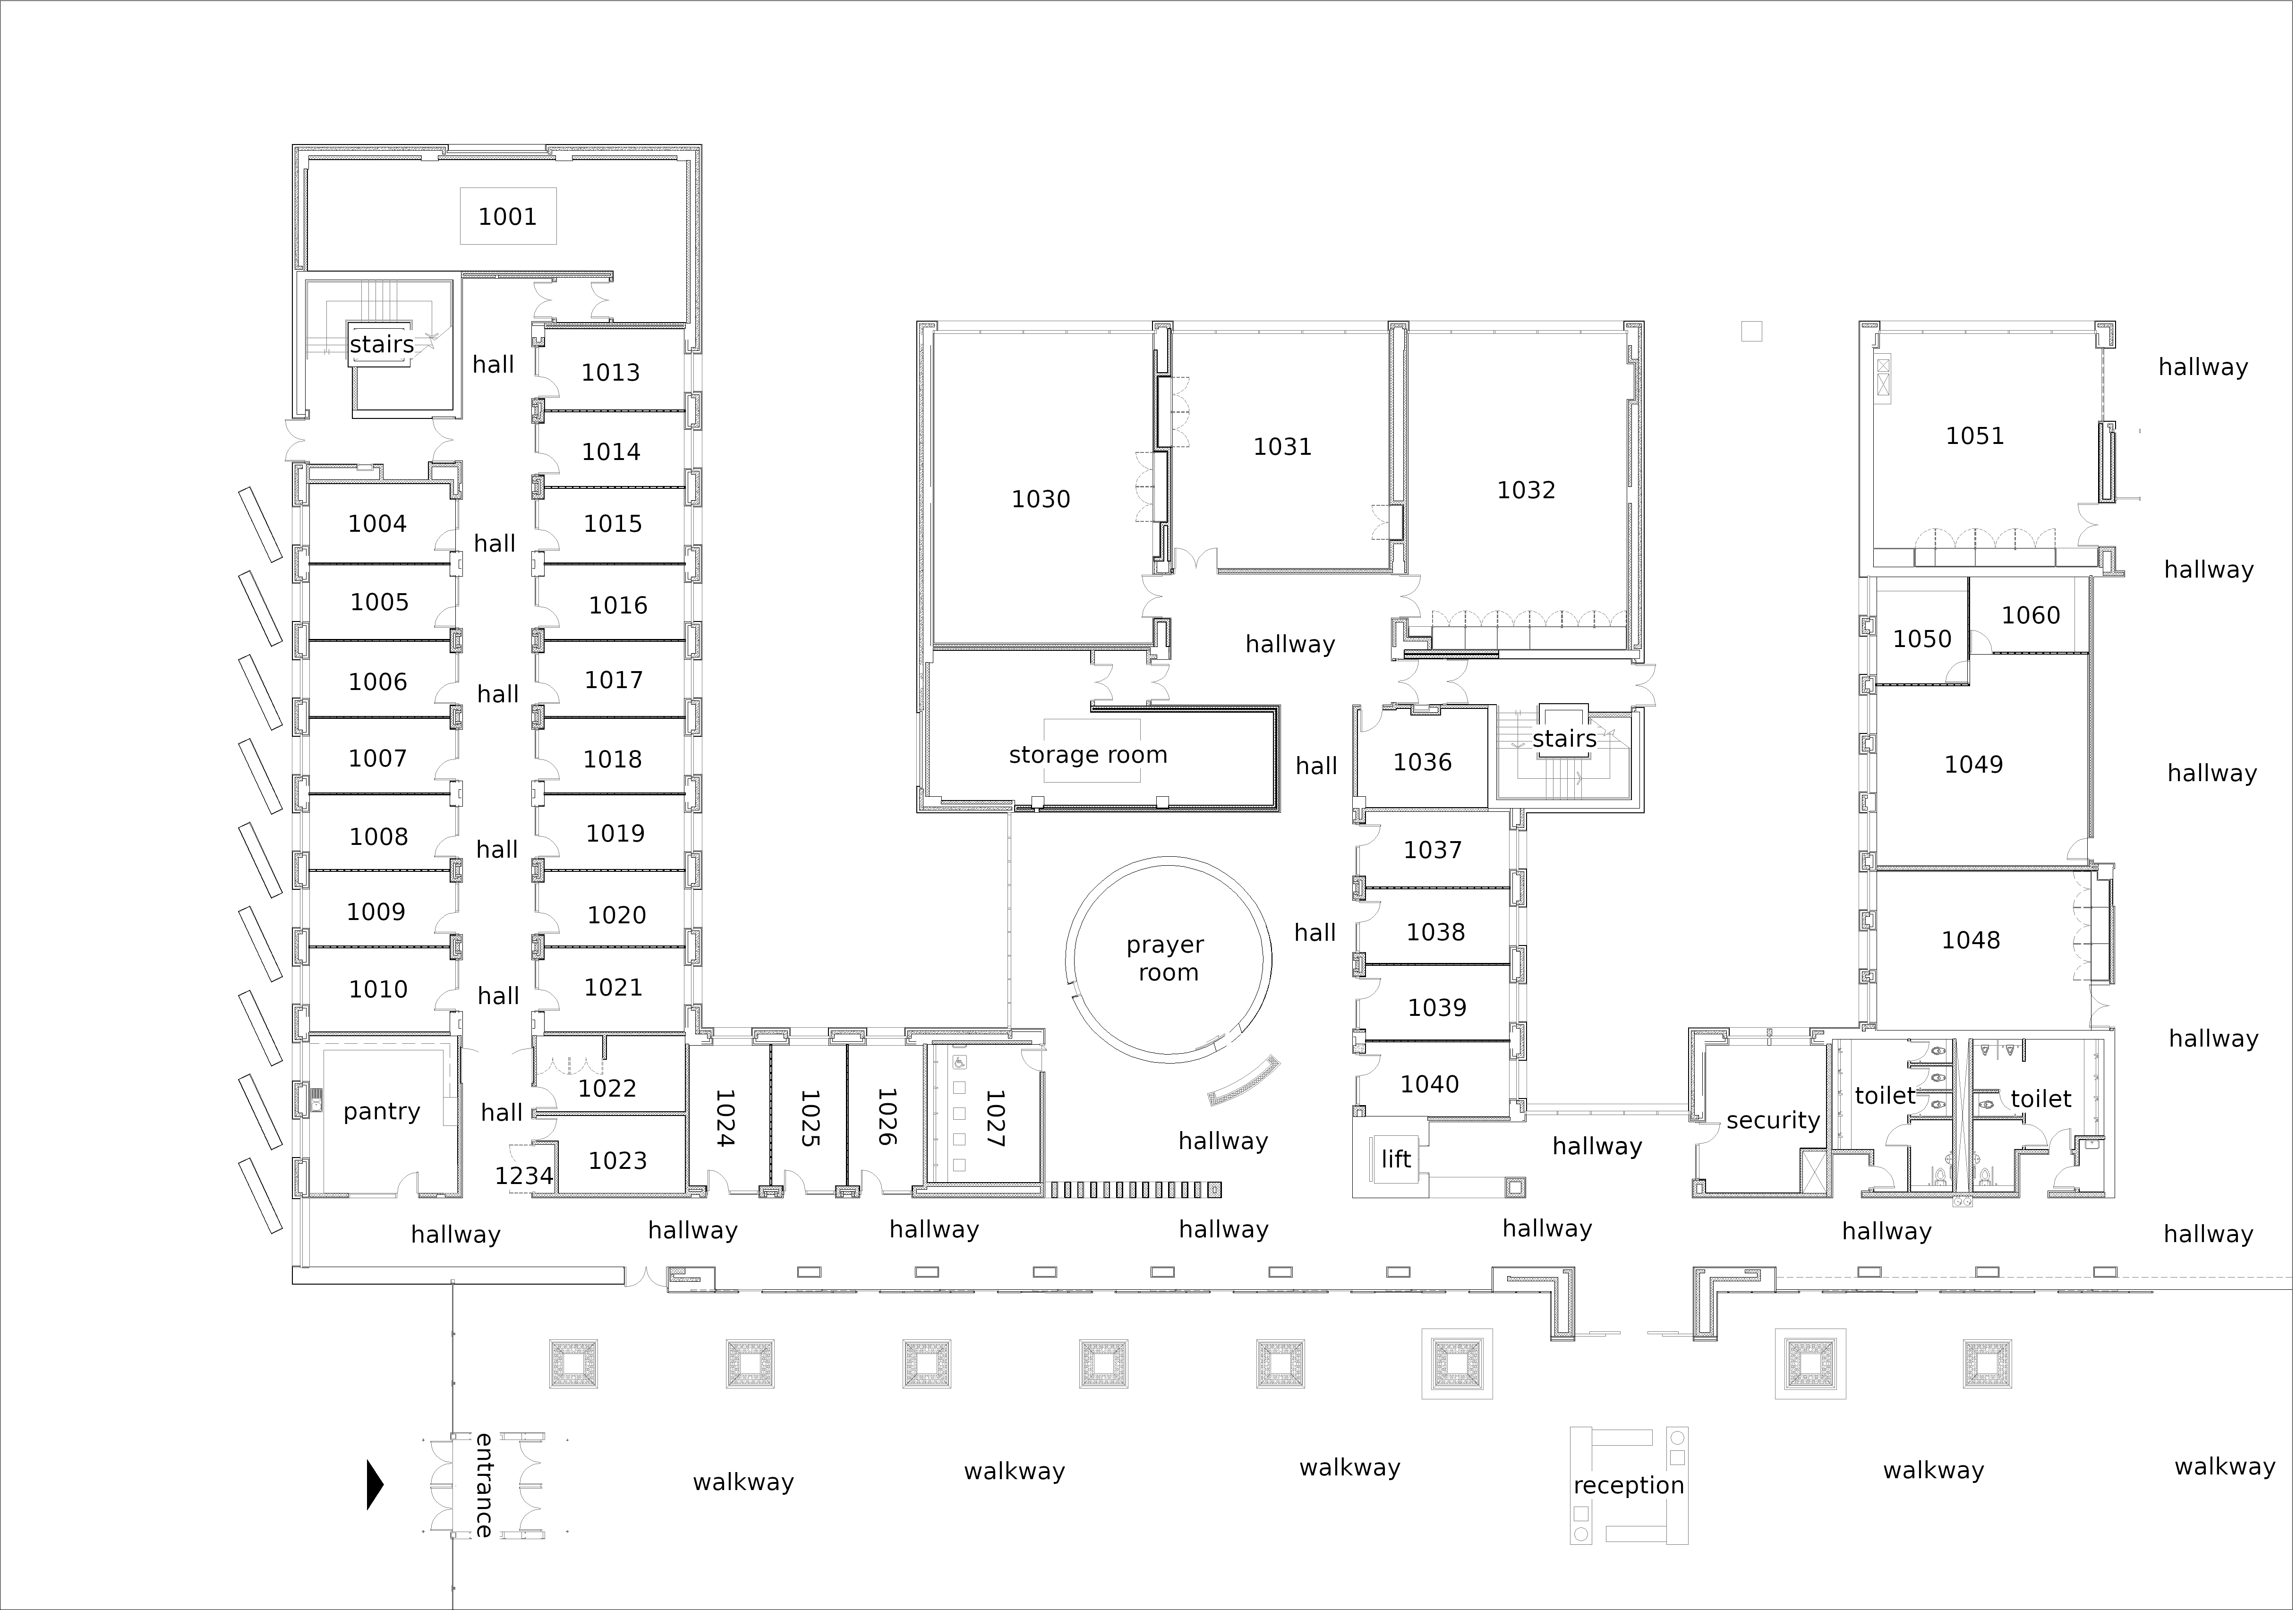 1001
stairs
hall
1013
1014
1004
hall
1015
1005
1016
1006
hall
1017
1007
1018
1008
hall
1019
1009
1020
1010
hall
1021
pantry
hall
1022
1234
1023
1024
1025
1026
1027
1030
1031
1032
hallway
storage room
hall
1036
stairs
1037
prayer
room
hall
1038
1039
1040
hallway
lift
hallway
security
toilet
toilet
1051
hallway
hallway
1050
1060
1049
hallway
1048
hallway
hallway
hallway
hallway
hallway
hallway
hallway
hallway
entrance
walkway
walkway
walkway
reception
walkway
walkway